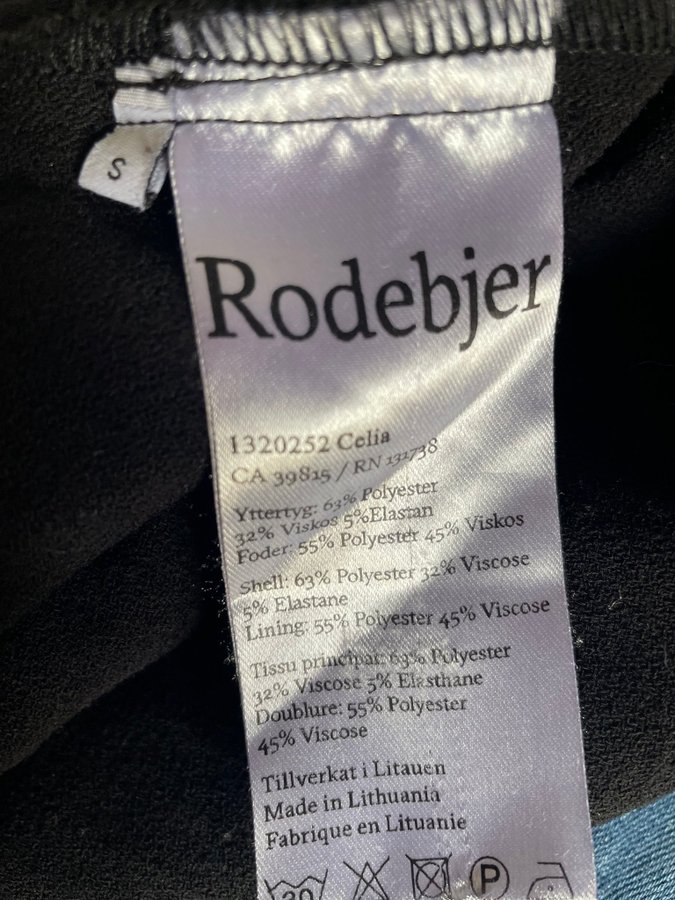 S
Rodebjer
1320252 Celia
CA 39815 / RN 132738
Yttertyg: 63% Polyester
32% Viskos 5%Elastan
Foder: 55% Polyester 45% Viskos
Shell: 63% Polyester 32% Viscose
5% Elastane
Lining: 55% Polyester 45% Viscose
Tissu principal: 63% Polyester
32% Viscose 5% Elasthane
Doublure: 55% Polyester
45% Viscose
Tillverkat i Litauen
Made in Lithuania
Fabrique en Lituanie
30 P